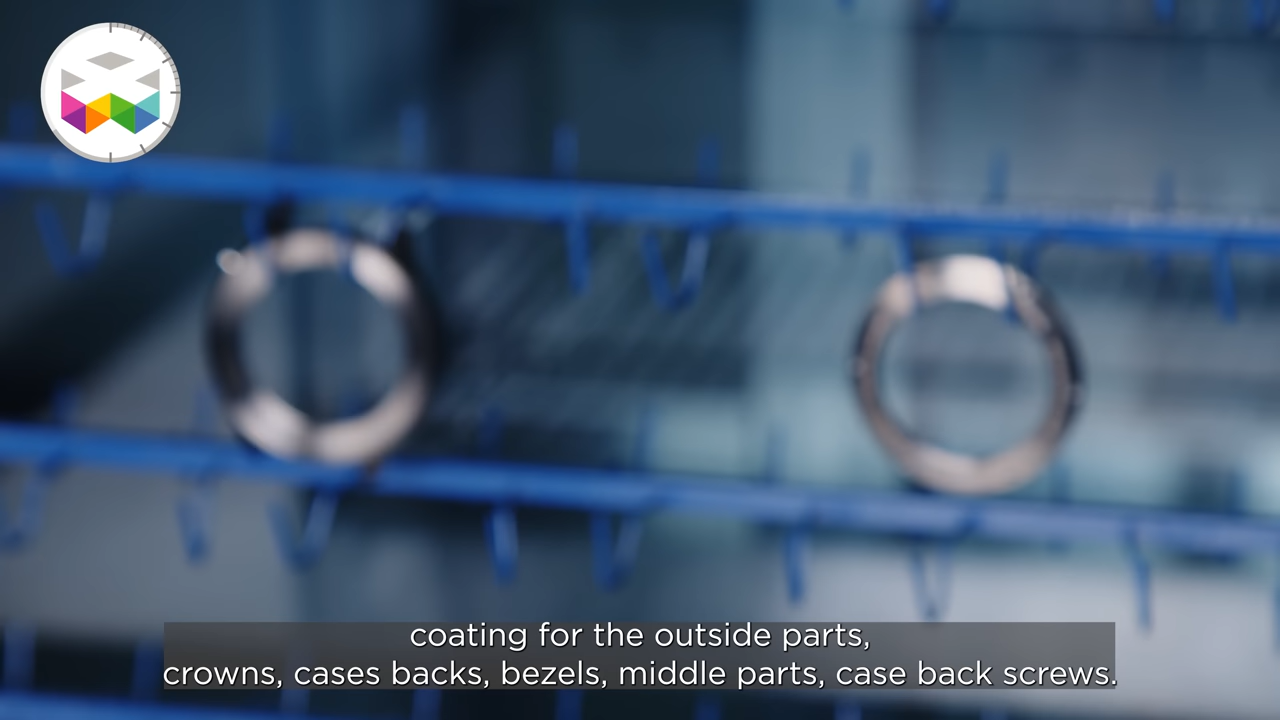 coating for the outside parts,
crowns, cases backs, bezels, middle parts, case back screws.